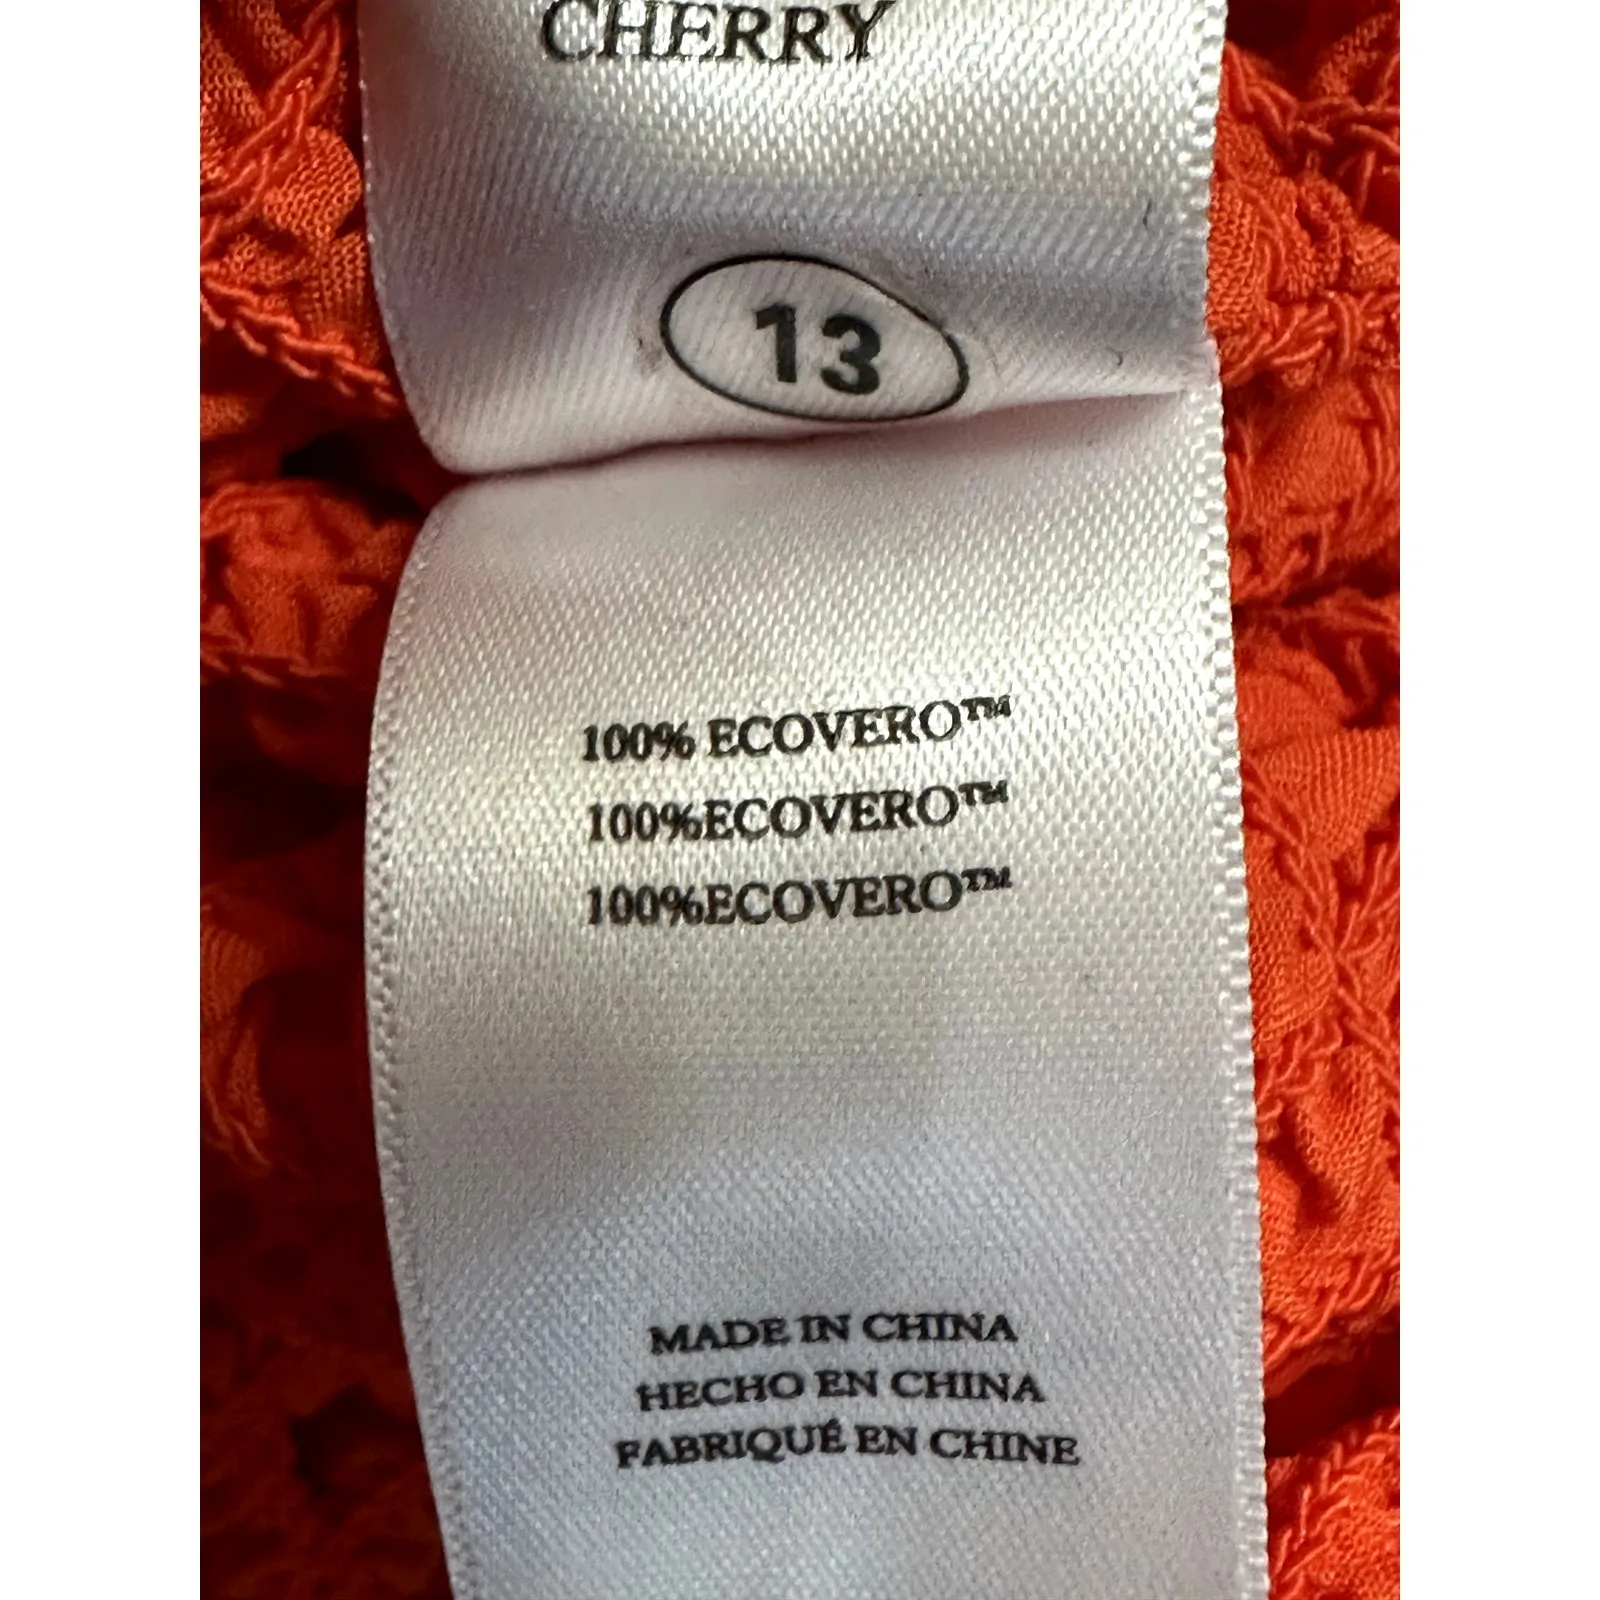 CHERRY
13
100% ECOVERO™
100%ECOVERO™
100%ECOVERO™
MADE IN CHINA
HECHO EN CHINA
FABRIQUÉ EN CHINE